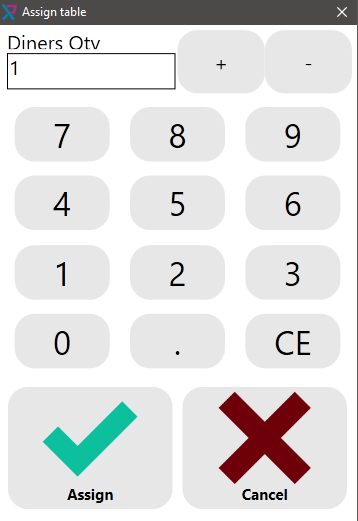 Assign table
Diners Qty
1
+ -
7 8 9
4 5 6
1 2 3
0 . CE
Assign Cancel